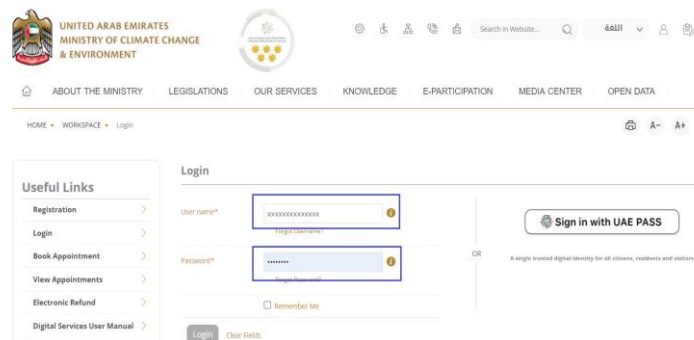 UNITED ARAB EMIRATES
MINISTRY OF CLIMATE CHANGE
& ENVIRONMENT
Search in Website...
اللغة
ABOUT THE MINISTRY LEGISLATIONS OUR SERVICES KNOWLEDGE E-PARTICIPATION MEDIA CENTER OPEN DATA
HOME • WORKSPACE • Login
A- A+
Useful Links
Registration
Login
Book Appointment
View Appointments
Electronic Refund
Digital Services User Manual
Login
User name*
xxxxxxxxxxxxxx
Forgot Username?
Password*
••••••••
Forgot Password?
Remember Me
Login Clear Fields
OR
Sign in with UAE PASS
A single trusted digital identity for all citizens, residents and visitors